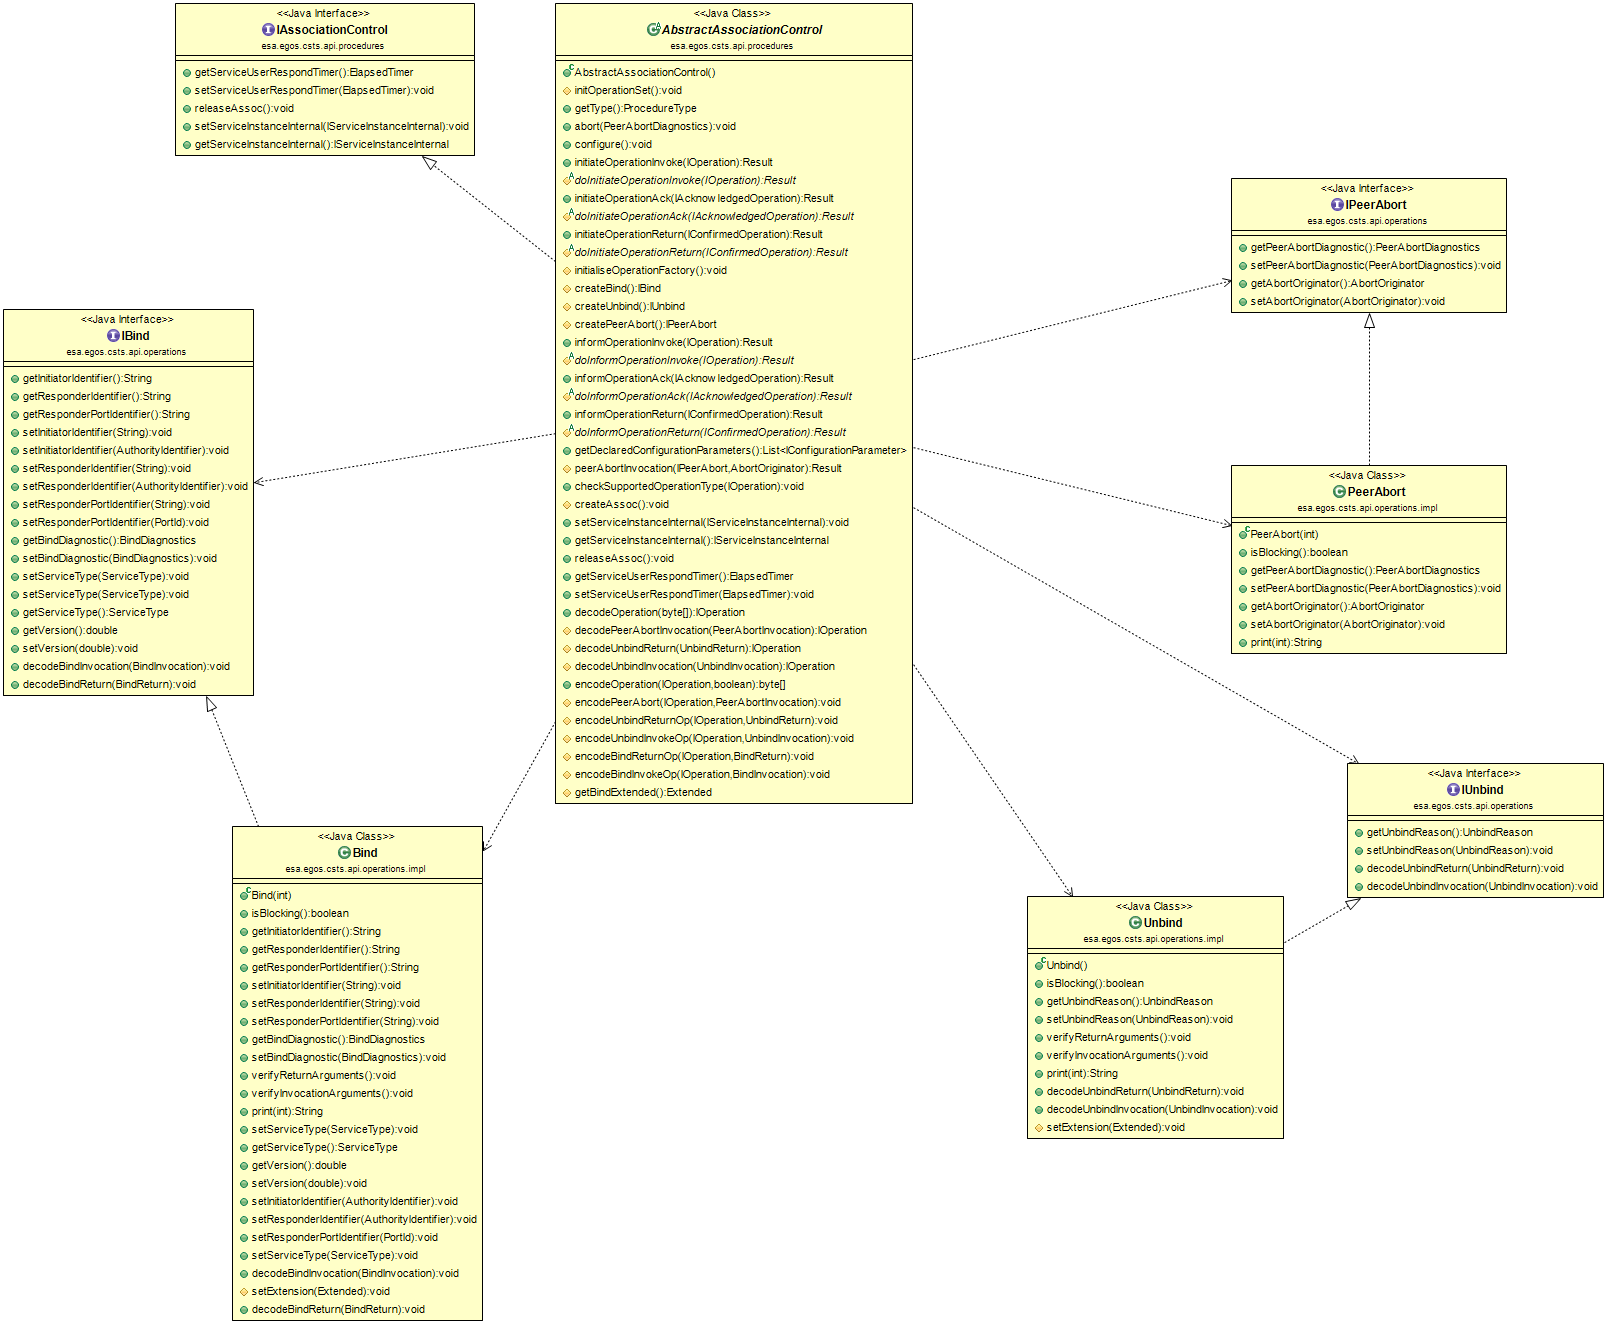 <<Java Interface>>
IAssociationControl
esa.egos.csts.api.procedures
getServiceUserRespondTimer():ElapsedTimer
setServiceUserRespondTimer(ElapsedTimer):void
releaseAssoc():void
setServiceInstanceInternal(IServiceInstanceInternal):void
getServiceInstanceInternal():IServiceInstanceInternal
<<Java Class>>
AbstractAssociationControl
esa.egos.csts.api.procedures
AbstractAssociationControl()
initOperationSet():void
getType():ProcedureType
abort(PeerAbortDiagnostics):void
configure():void
initiateOperationInvoke(IOperation):Result
doInitiateOperationInvoke(IOperation):Result
initiateOperationAck(IAcknowledgedOperation):Result
doInitiateOperationAck(IAcknowledgedOperation):Result
initiateOperationReturn(IConfirmedOperation):Result
doInitiateOperationReturn(IConfirmedOperation):Result
initialiseOperationFactory():void
createBind():IBind
createUnbind():IUnbind
createPeerAbort():IPeerAbort
informOperationInvoke(IOperation):Result
doInformOperationInvoke(IOperation):Result
informOperationAck(IAcknowledgedOperation):Result
doInformOperationAck(IAcknowledgedOperation):Result
informOperationReturn(IConfirmedOperation):Result
doInformOperationReturn(IConfirmedOperation):Result
getDeclaredConfigurationParameters():List<IConfigurationParameter>
peerAbortInvocation(IPeerAbort,AbortOriginator):Result
checkSupportedOperationType(IOperation):void
createAssoc():void
setServiceInstanceInternal(IServiceInstanceInternal):void
getServiceInstanceInternal():IServiceInstanceInternal
releaseAssoc():void
getServiceUserRespondTimer():ElapsedTimer
setServiceUserRespondTimer(ElapsedTimer):void
decodeOperation(byte[]):IOperation
decodePeerAbortInvocation(PeerAbortInvocation):IOperation
decodeUnbindReturn(UnbindReturn):IOperation
decodeUnbindInvocation(UnbindInvocation):IOperation
encodeOperation(IOperation,boolean):byte[]
encodePeerAbort(IOperation,PeerAbortInvocation):void
encodeUnbindReturnOp(IOperation,UnbindReturn):void
encodeUnbindInvokeOp(IOperation,UnbindInvocation):void
encodeBindReturnOp(IOperation,BindReturn):void
encodeBindInvokeOp(IOperation,BindInvocation):void
getBindExtended():Extended
<<Java Interface>>
IPeerAbort
esa.egos.csts.api.operations
getPeerAbortDiagnostic():PeerAbortDiagnostics
setPeerAbortDiagnostic(PeerAbortDiagnostics):void
getAbortOriginator():AbortOriginator
setAbortOriginator(AbortOriginator):void
<<Java Interface>>
IBind
esa.egos.csts.api.operations
getInitiatorIdentifier():String
getResponderIdentifier():String
getResponderPortIdentifier():String
setInitiatorIdentifier(String):void
setInitiatorIdentifier(AuthorityIdentifier):void
setResponderIdentifier(String):void
setResponderIdentifier(AuthorityIdentifier):void
setResponderPortIdentifier(String):void
setResponderPortIdentifier(PortId):void
getBindDiagnostic():BindDiagnostics
setBindDiagnostic(BindDiagnostics):void
setServiceType(ServiceType):void
setServiceType(ServiceType):void
getServiceType():ServiceType
getVersion():double
setVersion(double):void
decodeBindInvocation(BindInvocation):void
decodeBindReturn(BindReturn):void
<<Java Class>>
PeerAbort
esa.egos.csts.api.operations.impl
PeerAbort(int)
isBlocking():boolean
getPeerAbortDiagnostic():PeerAbortDiagnostics
setPeerAbortDiagnostic(PeerAbortDiagnostics):void
getAbortOriginator():AbortOriginator
setAbortOriginator(AbortOriginator):void
print(int):String
<<Java Interface>>
IUnbind
esa.egos.csts.api.operations
getUnbindReason():UnbindReason
setUnbindReason(UnbindReason):void
decodeUnbindReturn(UnbindReturn):void
decodeUnbindInvocation(UnbindInvocation):void
<<Java Class>>
Bind
esa.egos.csts.api.operations.impl
Bind(int)
isBlocking():boolean
getInitiatorIdentifier():String
getResponderIdentifier():String
getResponderPortIdentifier():String
setInitiatorIdentifier(String):void
setResponderIdentifier(String):void
setResponderPortIdentifier(String):void
getBindDiagnostic():BindDiagnostics
setBindDiagnostic(BindDiagnostics):void
verifyReturnArguments():void
verifyInvocationArguments():void
print(int):String
setServiceType(ServiceType):void
getServiceType():ServiceType
getVersion():double
setVersion(double):void
setInitiatorIdentifier(AuthorityIdentifier):void
setResponderIdentifier(AuthorityIdentifier):void
setResponderPortIdentifier(PortId):void
setServiceType(ServiceType):void
decodeBindInvocation(BindInvocation):void
setExtension(Extended):void
decodeBindReturn(BindReturn):void
<<Java Class>>
Unbind
esa.egos.csts.api.operations.impl
Unbind()
isBlocking():boolean
getUnbindReason():UnbindReason
setUnbindReason(UnbindReason):void
verifyReturnArguments():void
verifyInvocationArguments():void
print(int):String
decodeUnbindReturn(UnbindReturn):void
decodeUnbindInvocation(UnbindInvocation):void
setExtension(Extended):void